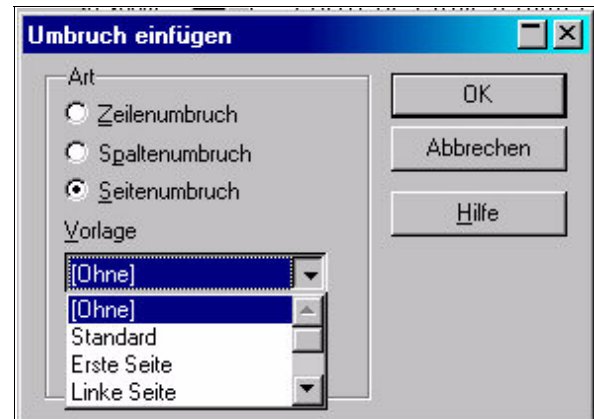 Umbruch einfügen
Art
Zeilenumbruch
Spaltenumbruch
Seitenumbruch
Vorlage
[Ohne]
[Ohne]
Standard
Erste Seite
Linke Seite
OK
Abbrechen
Hilfe